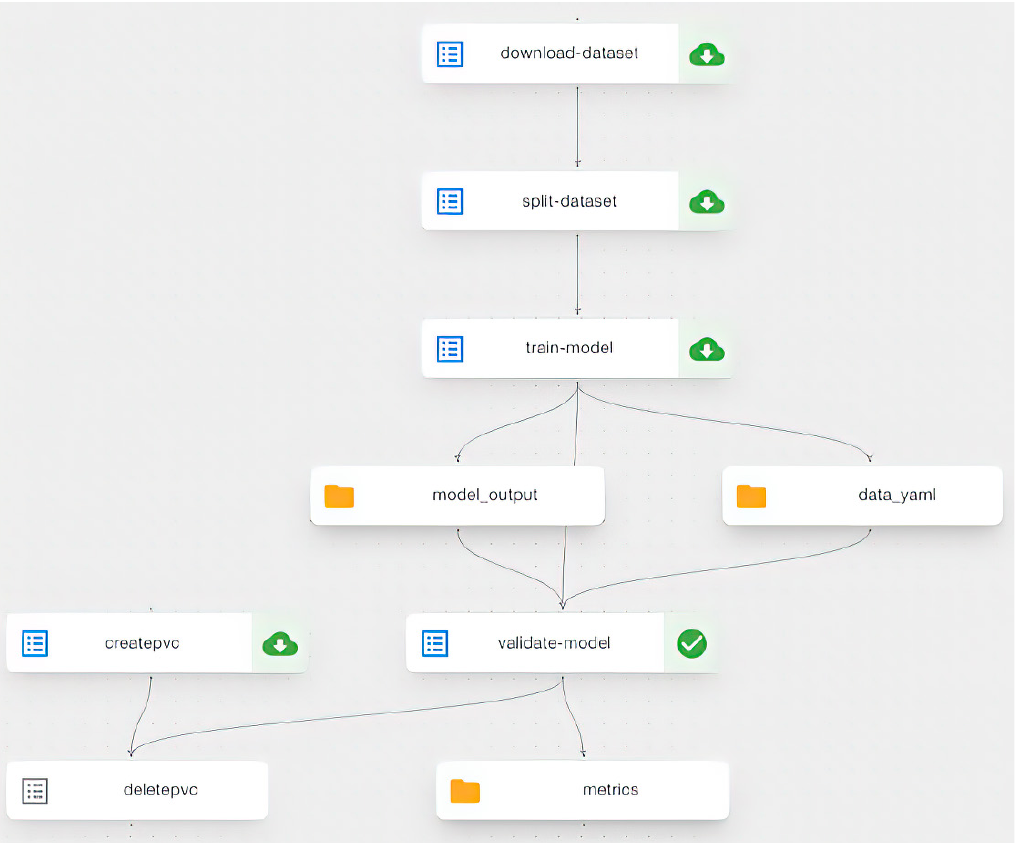 download-dataset
split-dataset
train-model
model_output
data_yaml
createpvc
validate-model
deletepvc
metrics